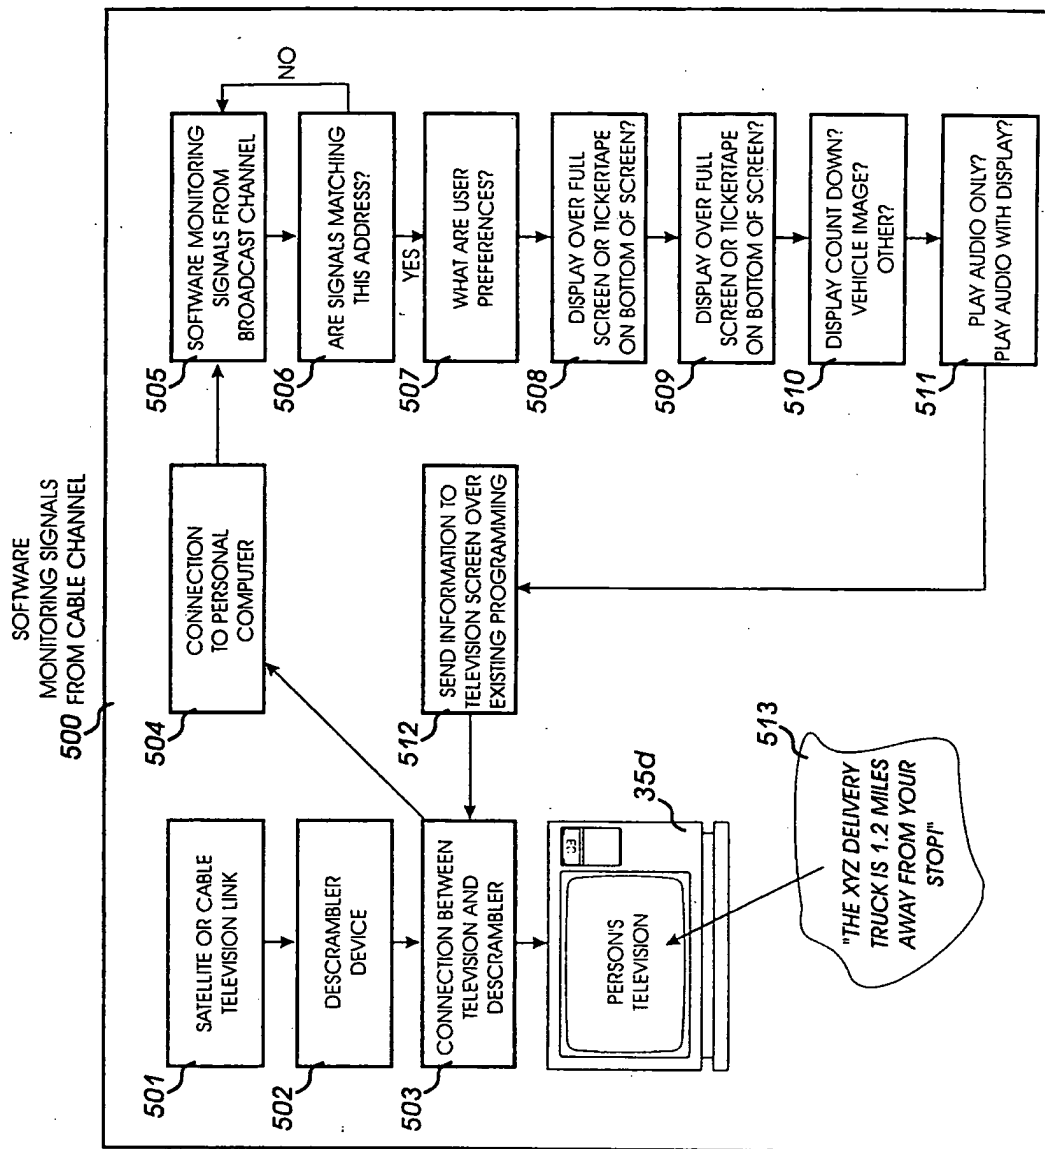 SOFTWARE
MONITORING SIGNALS
FROM CABLE CHANNEL
500
501
SATELLITE OR CABLE
TELEVISION LINK
502
DESCRAMBLER
DEVICE
503
CONNECTION BETWEEN
TELEVISION AND
DESCRAMBLER
PERSON'S
TELEVISION
03
35d
504
CONNECTION
TO PERSONAL
COMPUTER
505
SOFTWARE MONITORING
SIGNALS FROM
BROADCAST CHANNEL
NO
506
ARE SIGNALS MATCHING
THIS ADDRESS?
YES
507
WHAT ARE USER
PREFERENCES?
508
DISPLAY OVER FULL
SCREEN OR TICKERTAPE
ON BOTTOM OF SCREEN?
509
DISPLAY OVER FULL
SCREEN OR TICKERTAPE
ON BOTTOM OF SCREEN?
510
DISPLAY COUNT DOWN?
VEHICLE IMAGE?
OTHER?
511
PLAY AUDIO ONLY?
PLAY AUDIO WITH DISPLAY?
512
SEND INFORMATION TO
TELEVISION SCREEN OVER
EXISTING PROGRAMMING
513
"THE XYZ DELIVERY
TRUCK IS 1.2 MILES
AWAY FROM YOUR
STOP!"